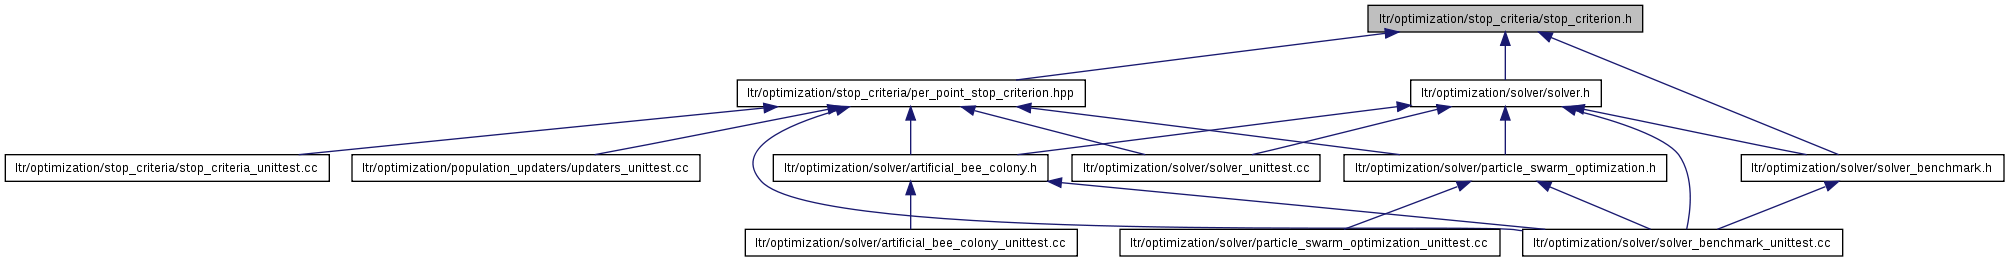 ltr/optimization/stop_criteria/stop_criterion.h
ltr/optimization/stop_criteria/per_point_stop_criterion.hpp
ltr/optimization/solver/solver.h
ltr/optimization/stop_criteria/stop_criteria_unittest.cc
ltr/optimization/population_updaters/updaters_unittest.cc
ltr/optimization/solver/artificial_bee_colony.h
ltr/optimization/solver/solver_unittest.cc
ltr/optimization/solver/particle_swarm_optimization.h
ltr/optimization/solver/solver_benchmark.h
ltr/optimization/solver/artificial_bee_colony_unittest.cc
ltr/optimization/solver/particle_swarm_optimization_unittest.cc
ltr/optimization/solver/solver_benchmark_unittest.cc